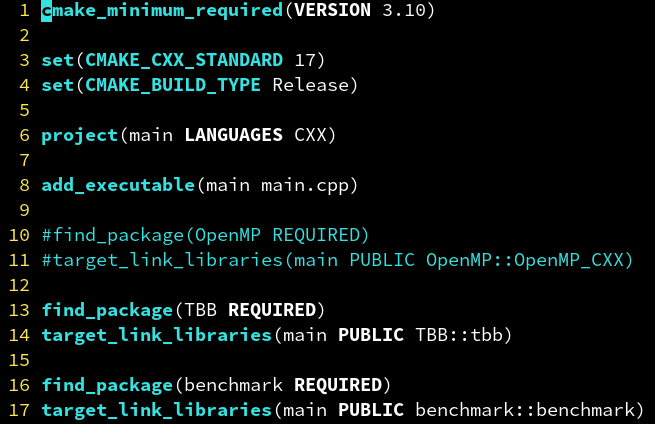 1 cmake_minimum_required(VERSION 3.10)
2
3 set(CMAKE_CXX_STANDARD 17)
4 set(CMAKE_BUILD_TYPE Release)
5
6 project(main LANGUAGES CXX)
7
8 add_executable(main main.cpp)
9
10 #find_package(OpenMP REQUIRED)
11 #target_link_libraries(main PUBLIC OpenMP::OpenMP_CXX)
12
13 find_package(TBB REQUIRED)
14 target_link_libraries(main PUBLIC TBB::tbb)
15
16 find_package(benchmark REQUIRED)
17 target_link_libraries(main PUBLIC benchmark::benchmark)